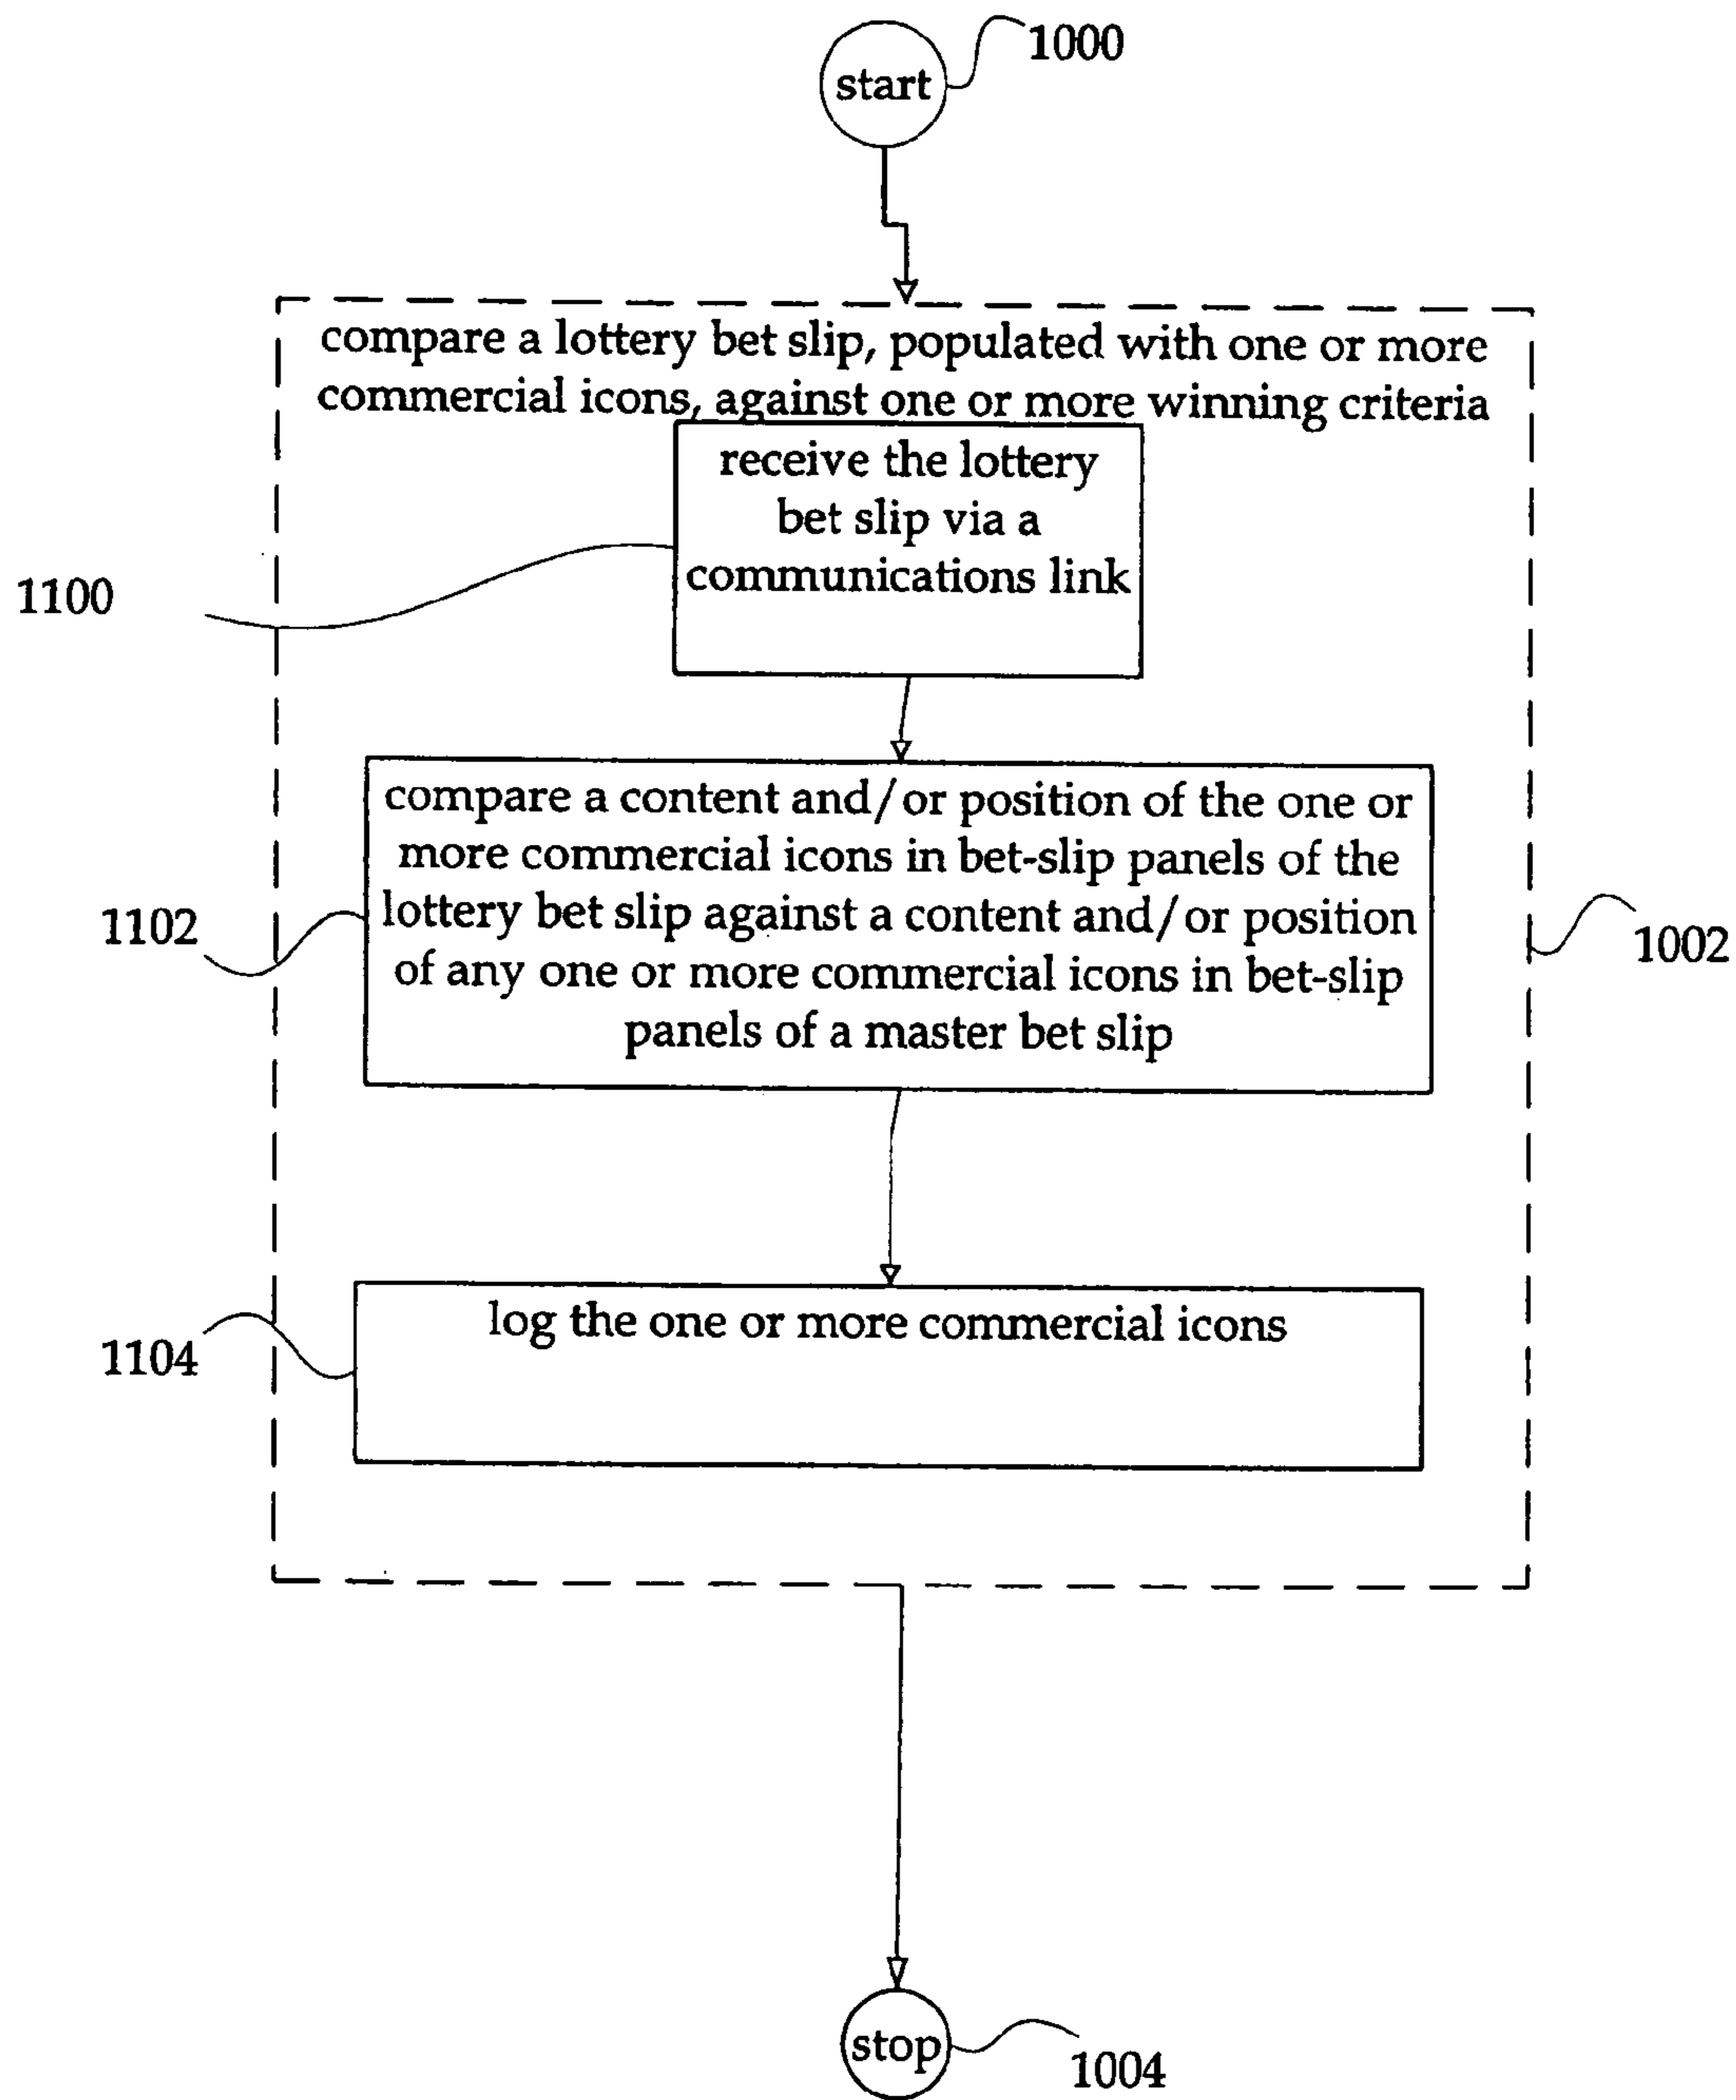 start
1000
compare a lottery bet slip, populated with one or more
commercial icons, against one or more winning criteria
receive the lottery
bet slip via a
communications link
1100
compare a content and/or position of the one or
more commercial icons in bet-slip panels of the
lottery bet slip against a content and/or position
of any one or more commercial icons in bet-slip
panels of a master bet slip
1102
1002
log the one or more commercial icons
1104
stop
1004